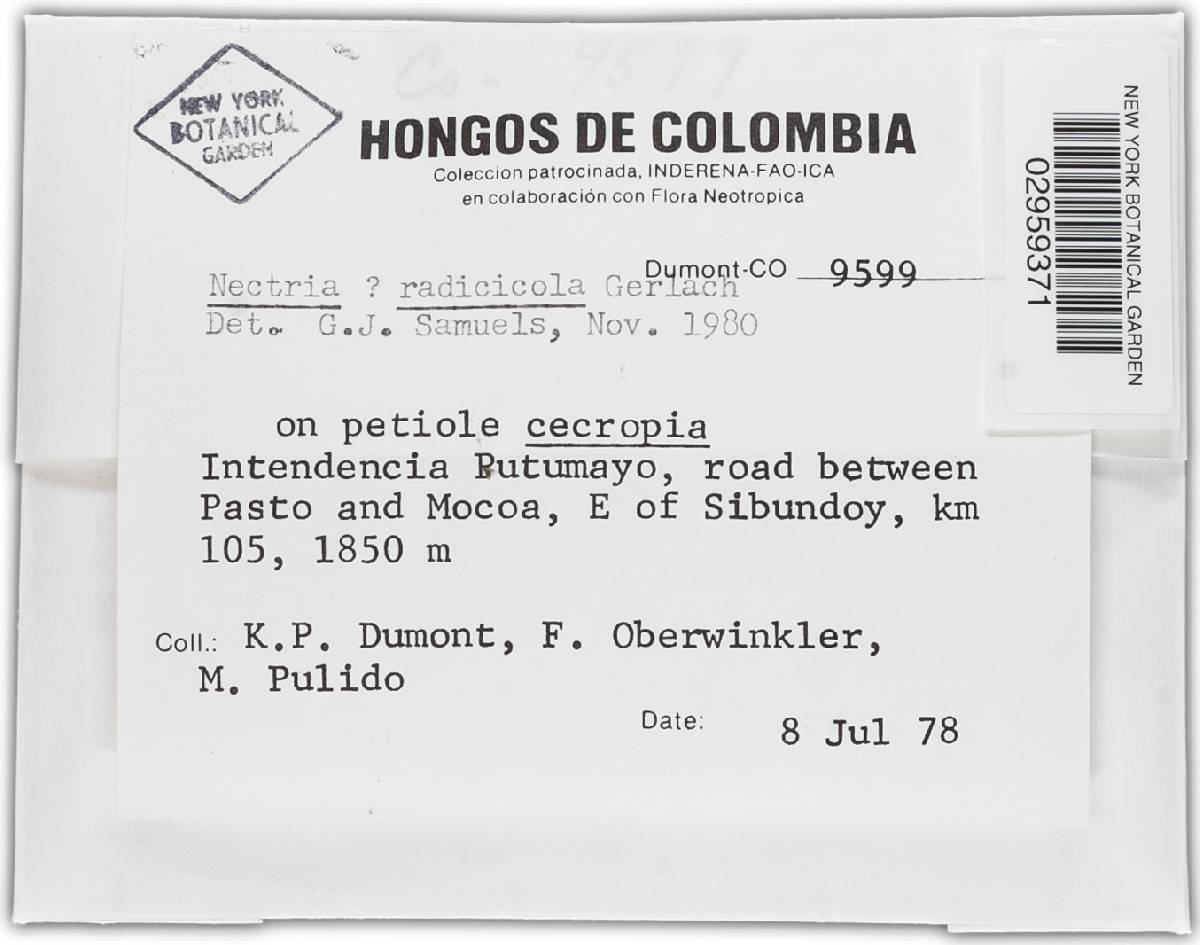 Co. 9599
NEW YORK
BOTANICAL
GARDEN
HONGOS DE COLOMBIA
Coleccion patrocinada, INDERENA-FAO-ICA
en colaboración con Flora Neotropica
Dumont-CO 9599
Nectria ? radicicola Gerlach
Det. G.J. Samuels, Nov. 1980
on petiole cecropia
Intendencia Putumayo, road between
Pasto and Mocoa, E of Sibundoy, km
105, 1850 m
Coll.: K.P. Dumont, F. Oberwinkler,
M. Pulido
Date: 8 Jul 78
NEW YORK BOTANICAL GARDEN
02959371